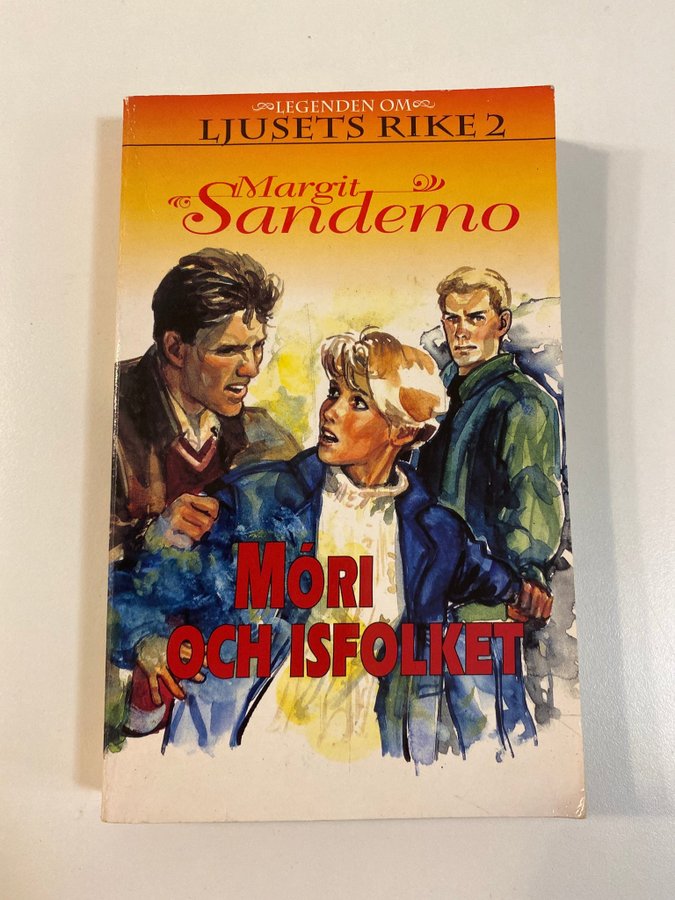 LEGENDEN OM
LJUSETS RIKE 2
Margit
Sandemo
MÓRI
OCH ISFOLKET